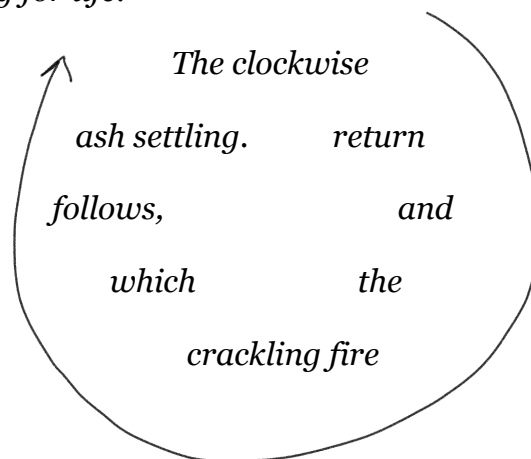 for life.
The clockwise
return
and
the
crackling fire
which
follows,
ash settling.